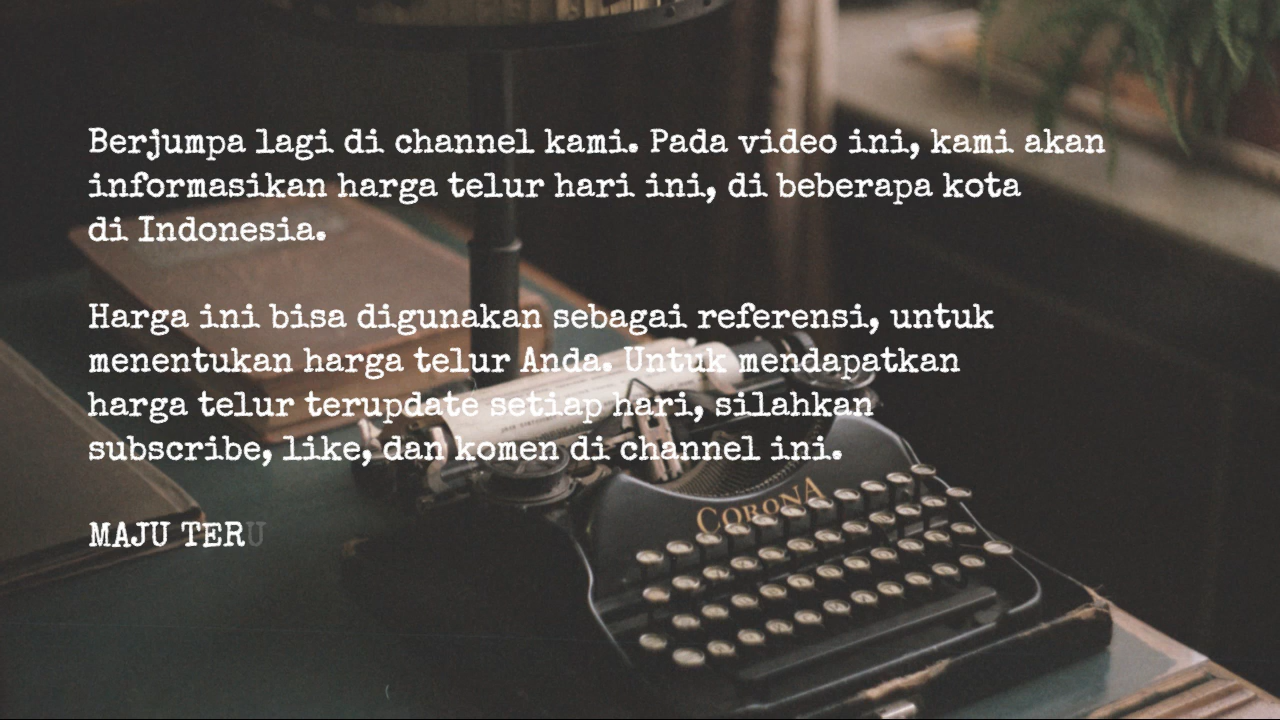 Berjumpa lagi di channel kami. Pada video ini, kami akan
informasikan harga telur hari ini, di beberapa kota
di Indonesia.
Harga ini bisa digunakan sebagai referensi, untuk
menentukan harga telur Anda. Untuk mendapatkan
harga telur terupdate setiap hari, silahkan
subscribe, like, dan komen di channel ini.
MAJU TERU
CORONA